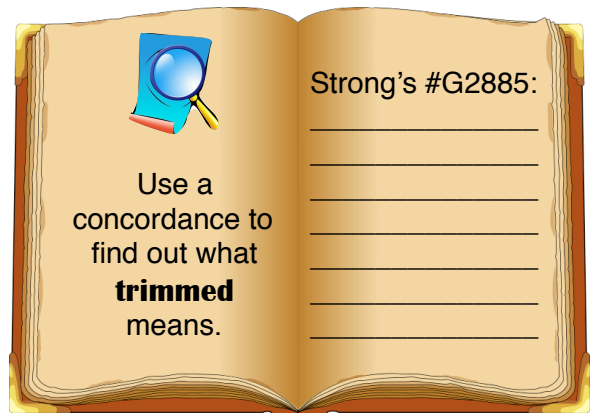 Use a
concordance to
find out what
trimmed
means.
Strong's #G2885: